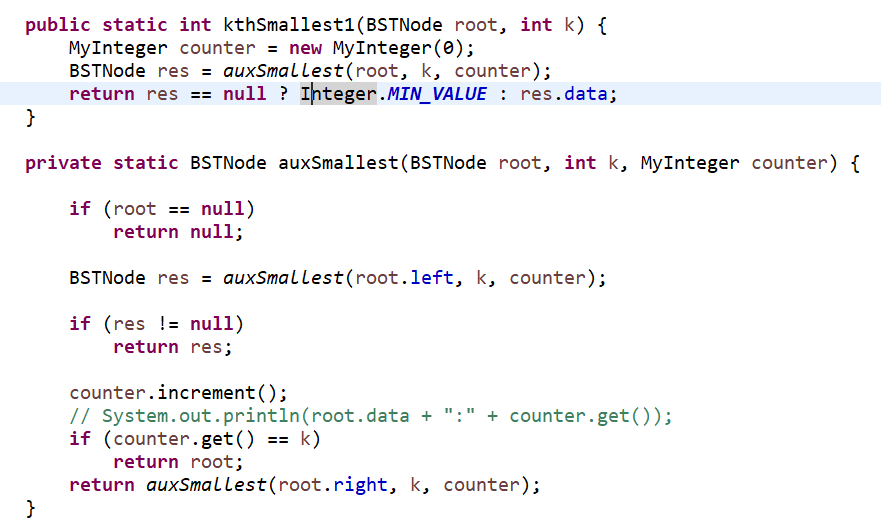 public static int kthSmallest1(BSTNode root, int k) {
    MyInteger counter = new MyInteger(0);
    BSTNode res = auxSmallest(root, k, counter);
    return res == null ? Integer.MIN_VALUE : res.data;
}

private static BSTNode auxSmallest(BSTNode root, int k, MyInteger counter) {

    if (root == null)
        return null;

    BSTNode res = auxSmallest(root.left, k, counter);

    if (res != null)
        return res;

    counter.increment();
    // System.out.println(root.data + ":" + counter.get());
    if (counter.get() == k)
        return root;
    return auxSmallest(root.right, k, counter);
}